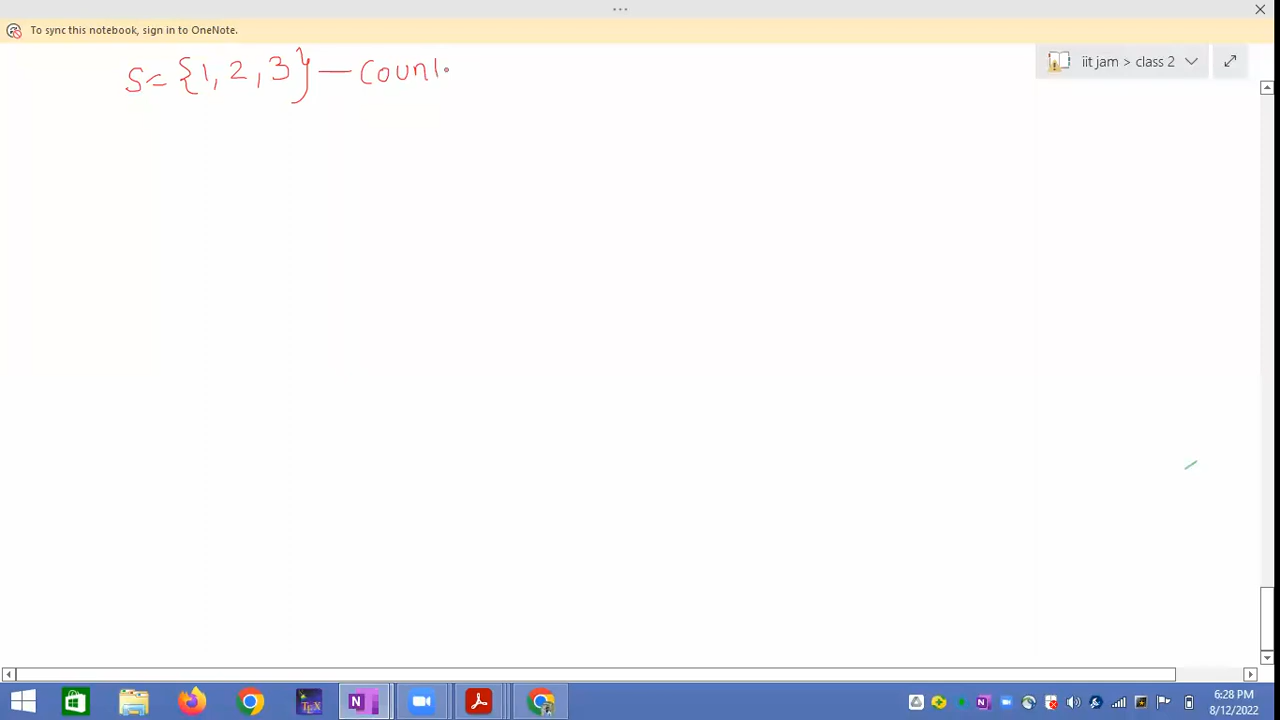 To sync this notebook, sign in to OneNote.
S = {1, 2, 3} — Count
iit jam > class 2
6:28 PM
8/12/2022